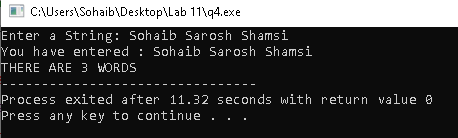 C:\Users\Sohaib\Desktop\Lab 11\q4.exe
Enter a String: Sohaib Sarosh Shamsi
You have entered : Sohaib Sarosh Shamsi
THERE ARE 3 WORDS
--------------------------------
Process exited after 11.32 seconds with return value 0
Press any key to continue . . .